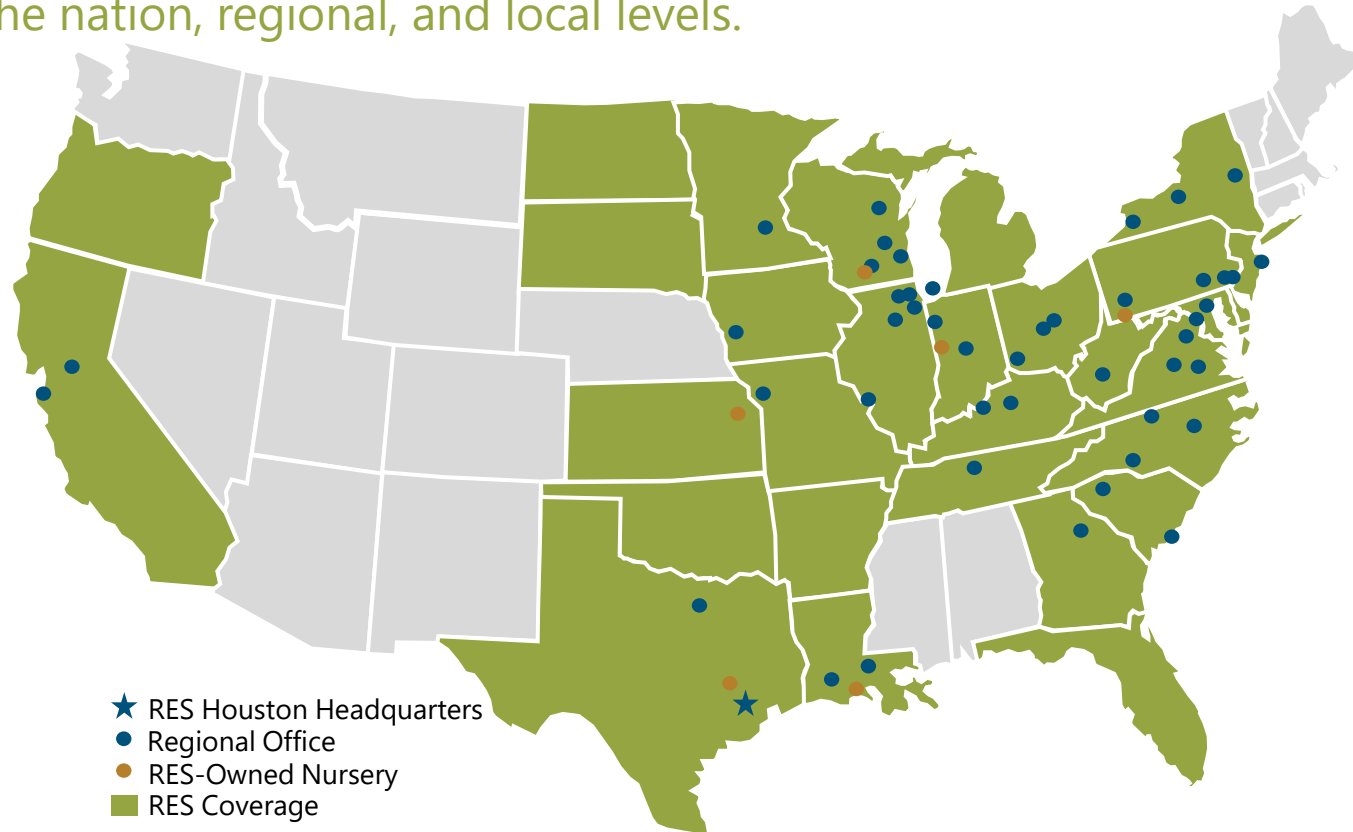 he nation, regional, and local levels.
RES Houston Headquarters
Regional Office
RES-Owned Nursery
RES Coverage